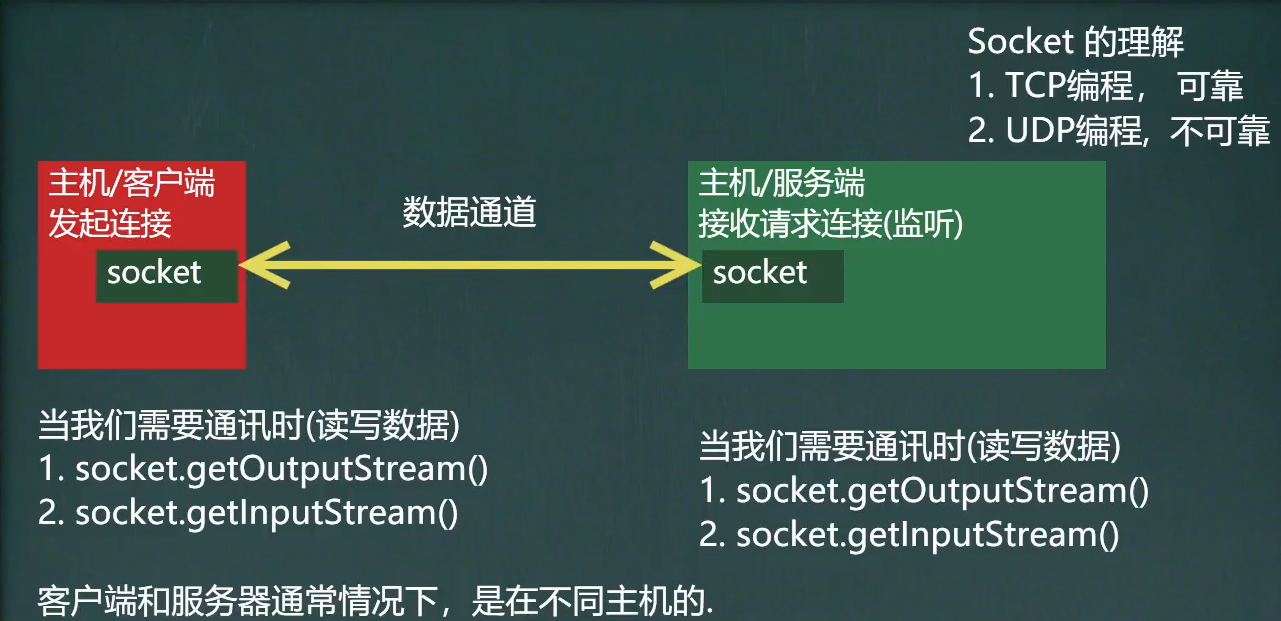 Socket 的理解
1. TCP编程， 可靠
2. UDP编程, 不可靠
主机/客户端
发起连接
socket
数据通道
主机/服务端
接收请求连接(监听)
socket
当我们需要通讯时(读写数据)
1. socket.getOutputStream()
2. socket.getInputStream()
当我们需要通讯时(读写数据)
1. socket.getOutputStream()
2. socket.getInputStream()
客户端和服务器通常情况下，是在不同主机的.